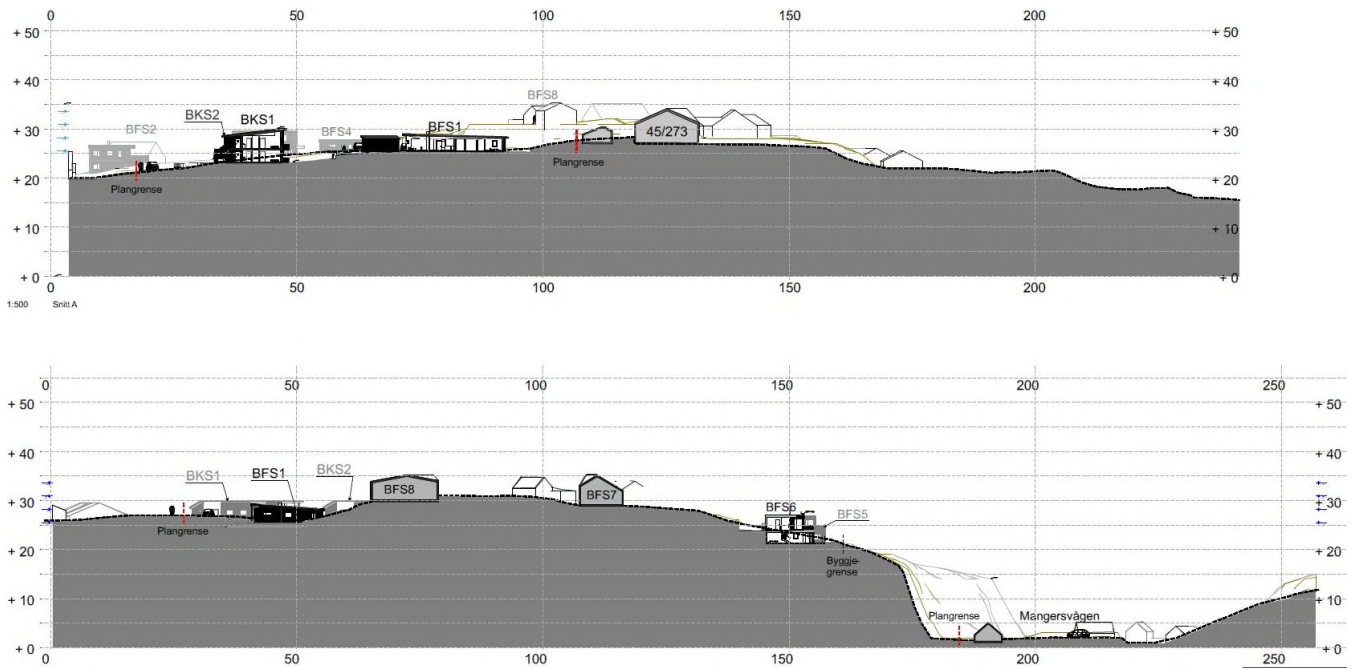 0 50 100 150 200
+ 50 + 50
+ 40 + 40
BFS8
BKS2 BKS1 BFS1
BFS2 BFS4 45/273
+ 30 + 30
Plangrense
+ 20 + 20
Plangrense
+ 10 + 10
+ 0 + 0
0 50 100 150 200
1:500 Snitt A
0 50 100 150 200 250
+ 50 + 50
+ 40 + 40
BKS1 BFS1 BKS2
BFS8 BFS7
+ 30 + 30
BFS6
BFS5
Plangrense
+ 20 + 20
Byggje-
grense
+ 10 + 10
Plangrense Mangersvågen
+ 0 + 0
0 50 100 150 200 250